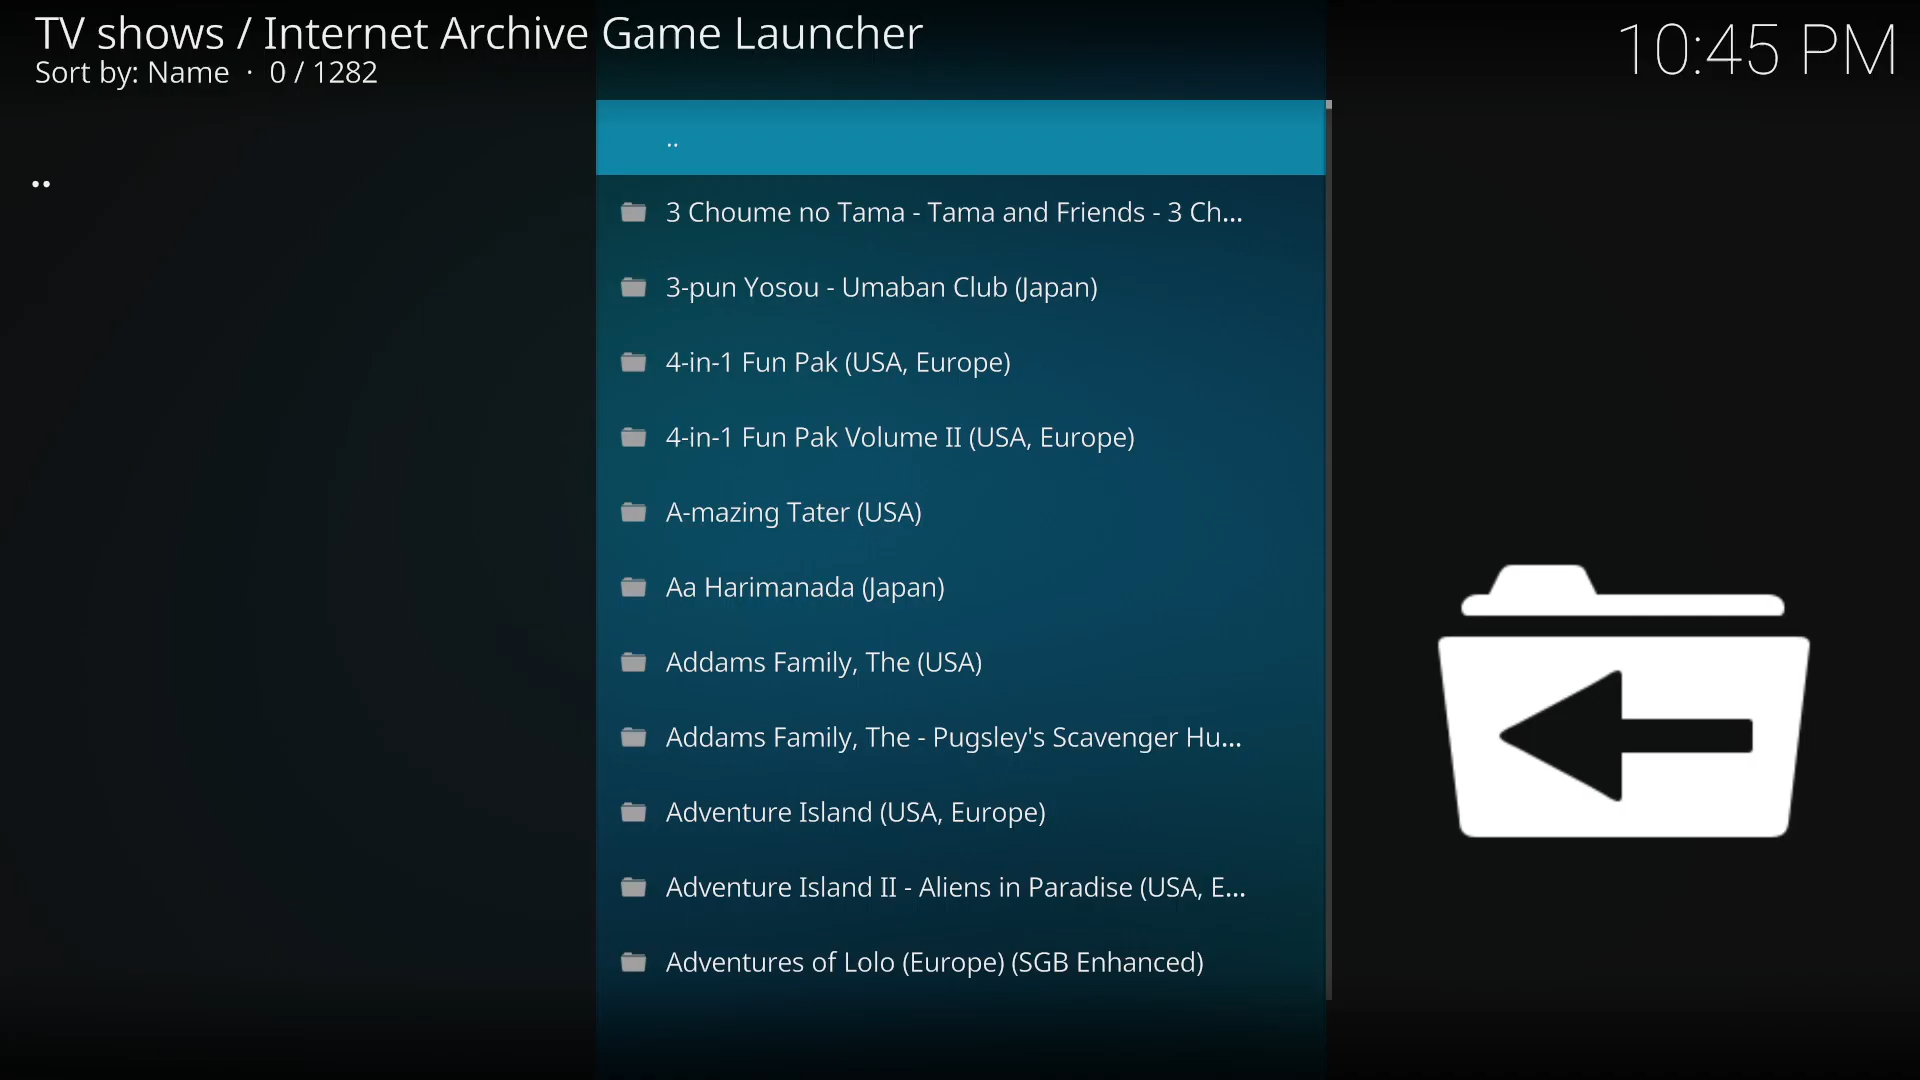 TV shows / Internet Archive Game Launcher
Sort by: Name · 0 / 1282
10:45 PM
..
..
3 Choume no Tama - Tama and Friends - 3 Ch...
3-pun Yosou - Umaban Club (Japan)
4-in-1 Fun Pak (USA, Europe)
4-in-1 Fun Pak Volume II (USA, Europe)
A-mazing Tater (USA)
Aa Harimanada (Japan)
Addams Family, The (USA)
Addams Family, The - Pugsley's Scavenger Hu...
Adventure Island (USA, Europe)
Adventure Island II - Aliens in Paradise (USA, E...
Adventures of Lolo (Europe) (SGB Enhanced)